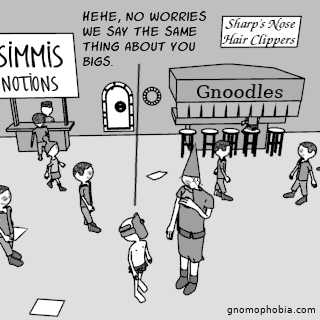 HEHE, NO WORRIES
WE SAY THE SAME
THING ABOUT YOU
BIGS.
Sharp's Nose
Hair Clippers
SIMMIS
NOTIONS
Gnoodles
gnomophobia.com